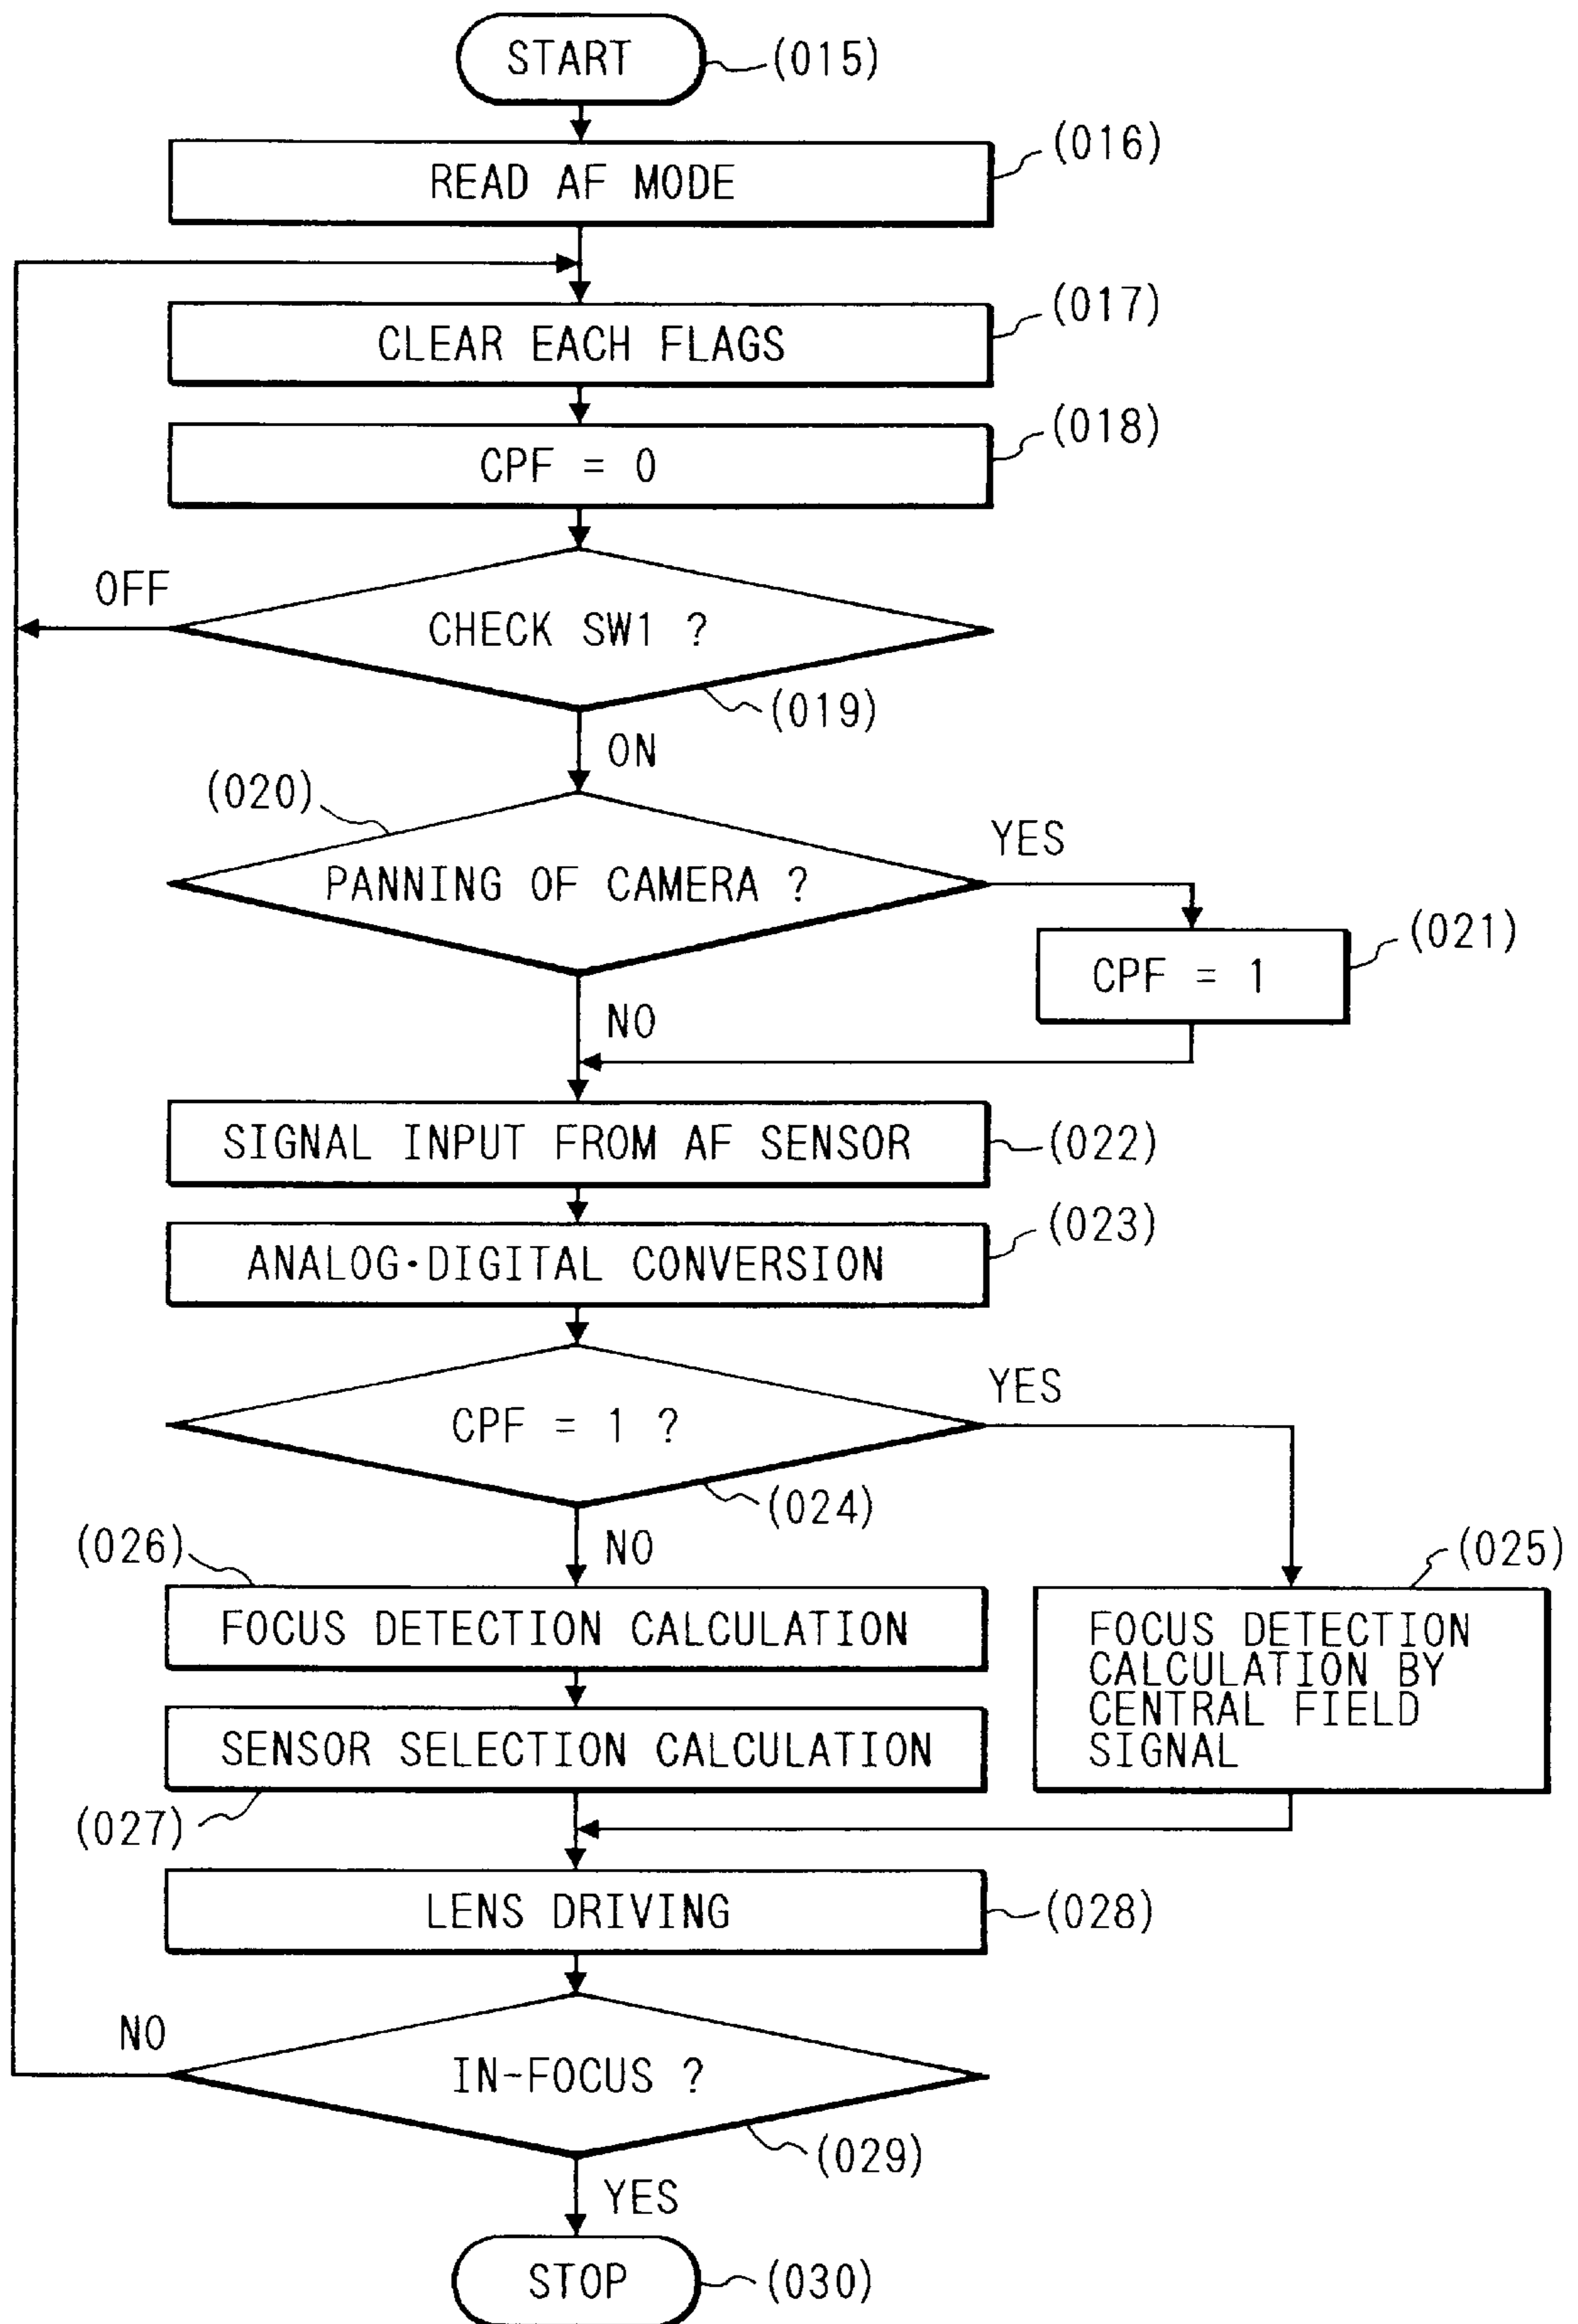 START
(015)
READ AF MODE
(016)
CLEAR EACH FLAGS
(017)
CPF = 0
(018)
OFF
CHECK SW1 ?
(019)
ON
(020)
PANNING OF CAMERA ?
YES
(021)
CPF = 1
NO
SIGNAL INPUT FROM AF SENSOR
(022)
ANALOG·DIGITAL CONVERSION
(023)
CPF = 1 ?
YES
(024)
NO
(026)
FOCUS DETECTION CALCULATION
(025)
FOCUS DETECTION
CALCULATION BY
CENTRAL FIELD
SIGNAL
SENSOR SELECTION CALCULATION
(027)
LENS DRIVING
(028)
NO
IN-FOCUS ?
(029)
YES
STOP
(030)